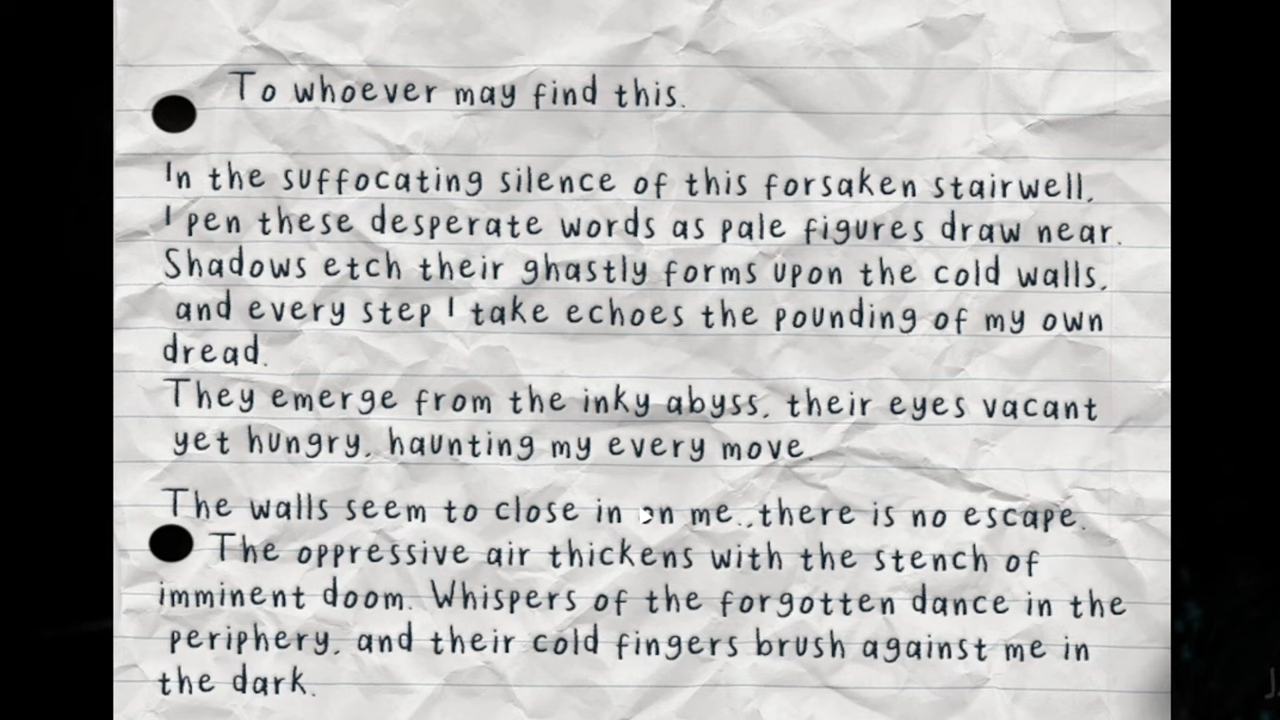 To whoever may find this.
In the suffocating silence of this forsaken stairwell,
I pen these desperate words as pale figures draw near.
Shadows etch their ghastly forms upon the cold walls,
and every step I take echoes the pounding of my own
dread.
They emerge from the inky abyss, their eyes vacant
yet hungry, haunting my every move.
The walls seem to close in on me..,there is no escape.
The oppressive air thickens with the stench of
imminent doom. Whispers of the forgotten dance in the
periphery, and their cold fingers brush against me in
the dark.